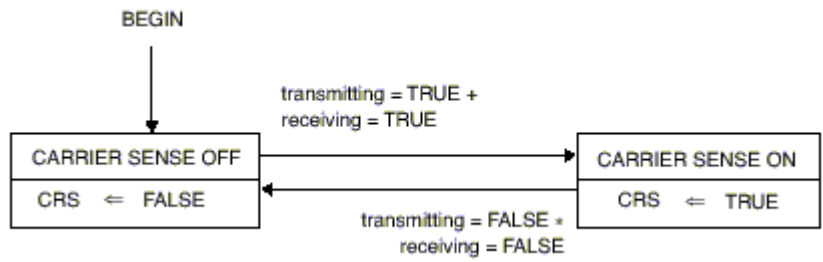 BEGIN
transmitting = TRUE +
receiving = TRUE
CARRIER SENSE OFF
CARRIER SENSE ON
CRS ⇐ FALSE
CRS ⇐ TRUE
transmitting = FALSE *
receiving = FALSE